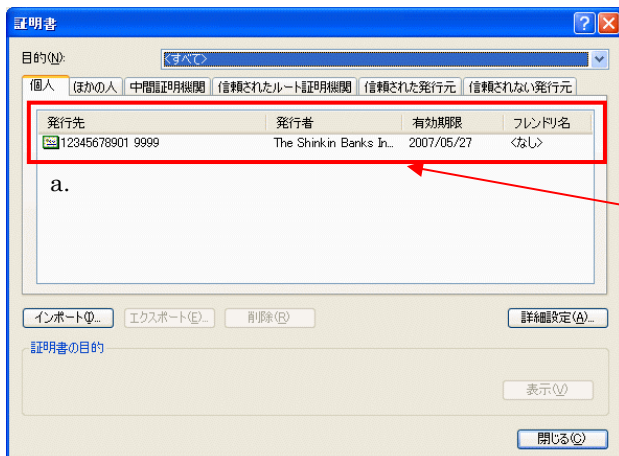 証明書
目的(N):
<すべて>
個人 ほかの人 中間証明機関 信頼されたルート証明機関 信頼された発行元 信頼されない発行元
発行先 発行者 有効期限 フレンドリ名
12345678901 9999 The Shinkin Banks In... 2007/05/27 <なし>
a.
インポート(I)... エクスポート(E)... 削除(R) 詳細設定(A)...
証明書の目的
表示(V)
閉じる(C)